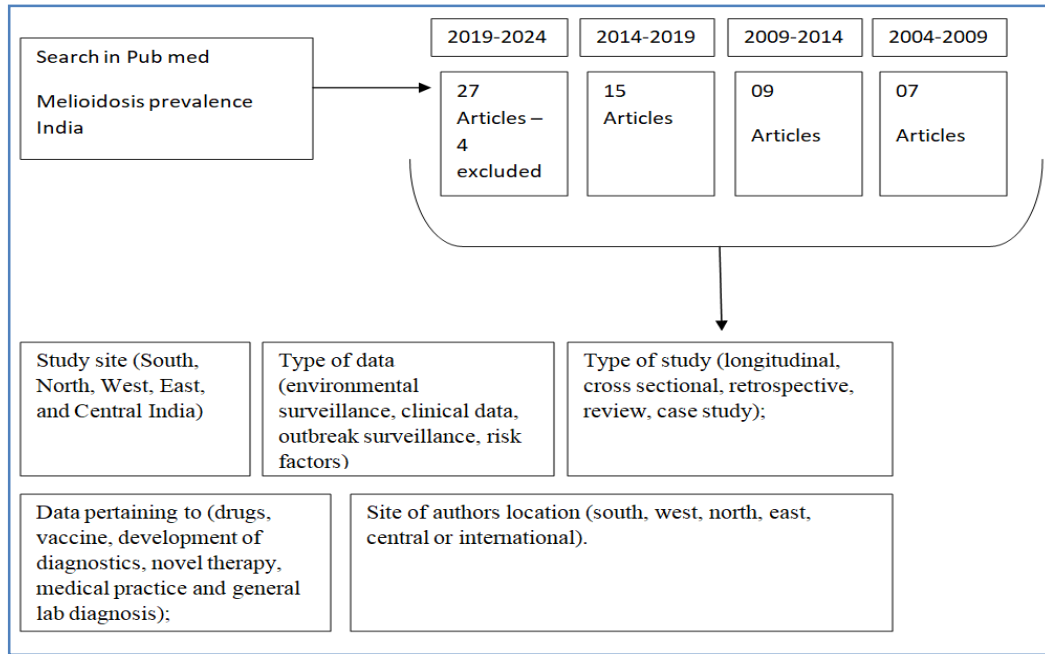 Search in Pub med
Melioidosis prevalence
India
2019-2024
2014-2019
2009-2014
2004-2009
27
Articles –
4
excluded
15
Articles
09
Articles
07
Articles
Study site (South,
North, West, East,
and Central India)
Type of data
(environmental
surveillance, clinical data,
outbreak surveillance, risk
factors)
Type of study (longitudinal,
cross sectional, retrospective,
review, case study);
Data pertaining to (drugs,
vaccine, development of
diagnostics, novel therapy,
medical practice and general
lab diagnosis);
Site of authors location (south, west, north, east,
central or international).